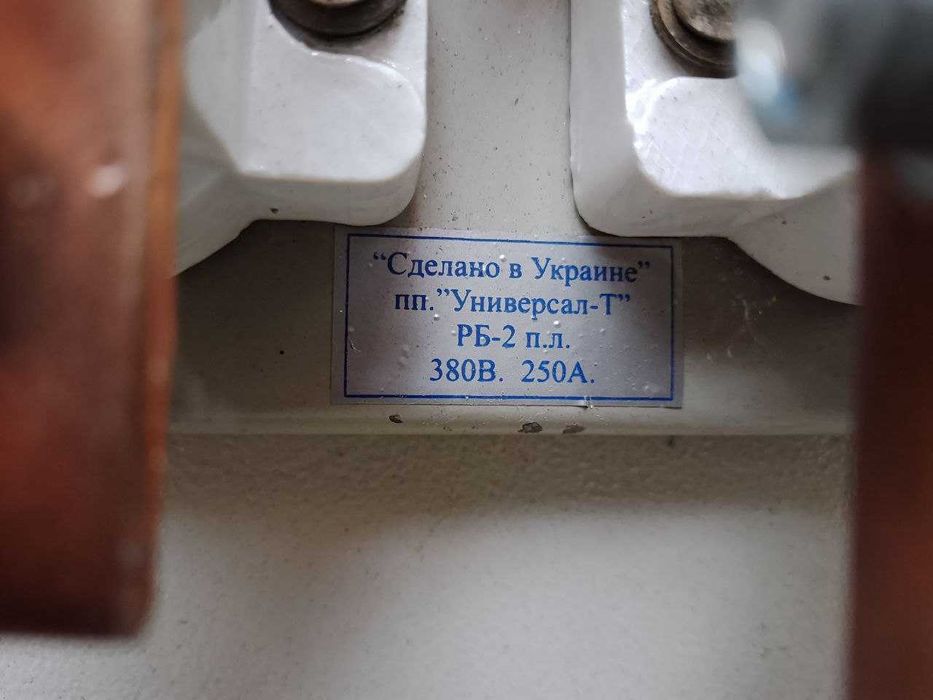 “Сделано в Украине”
пп.”Универсал-Т”
РБ-2 п.л.
380В. 250А.